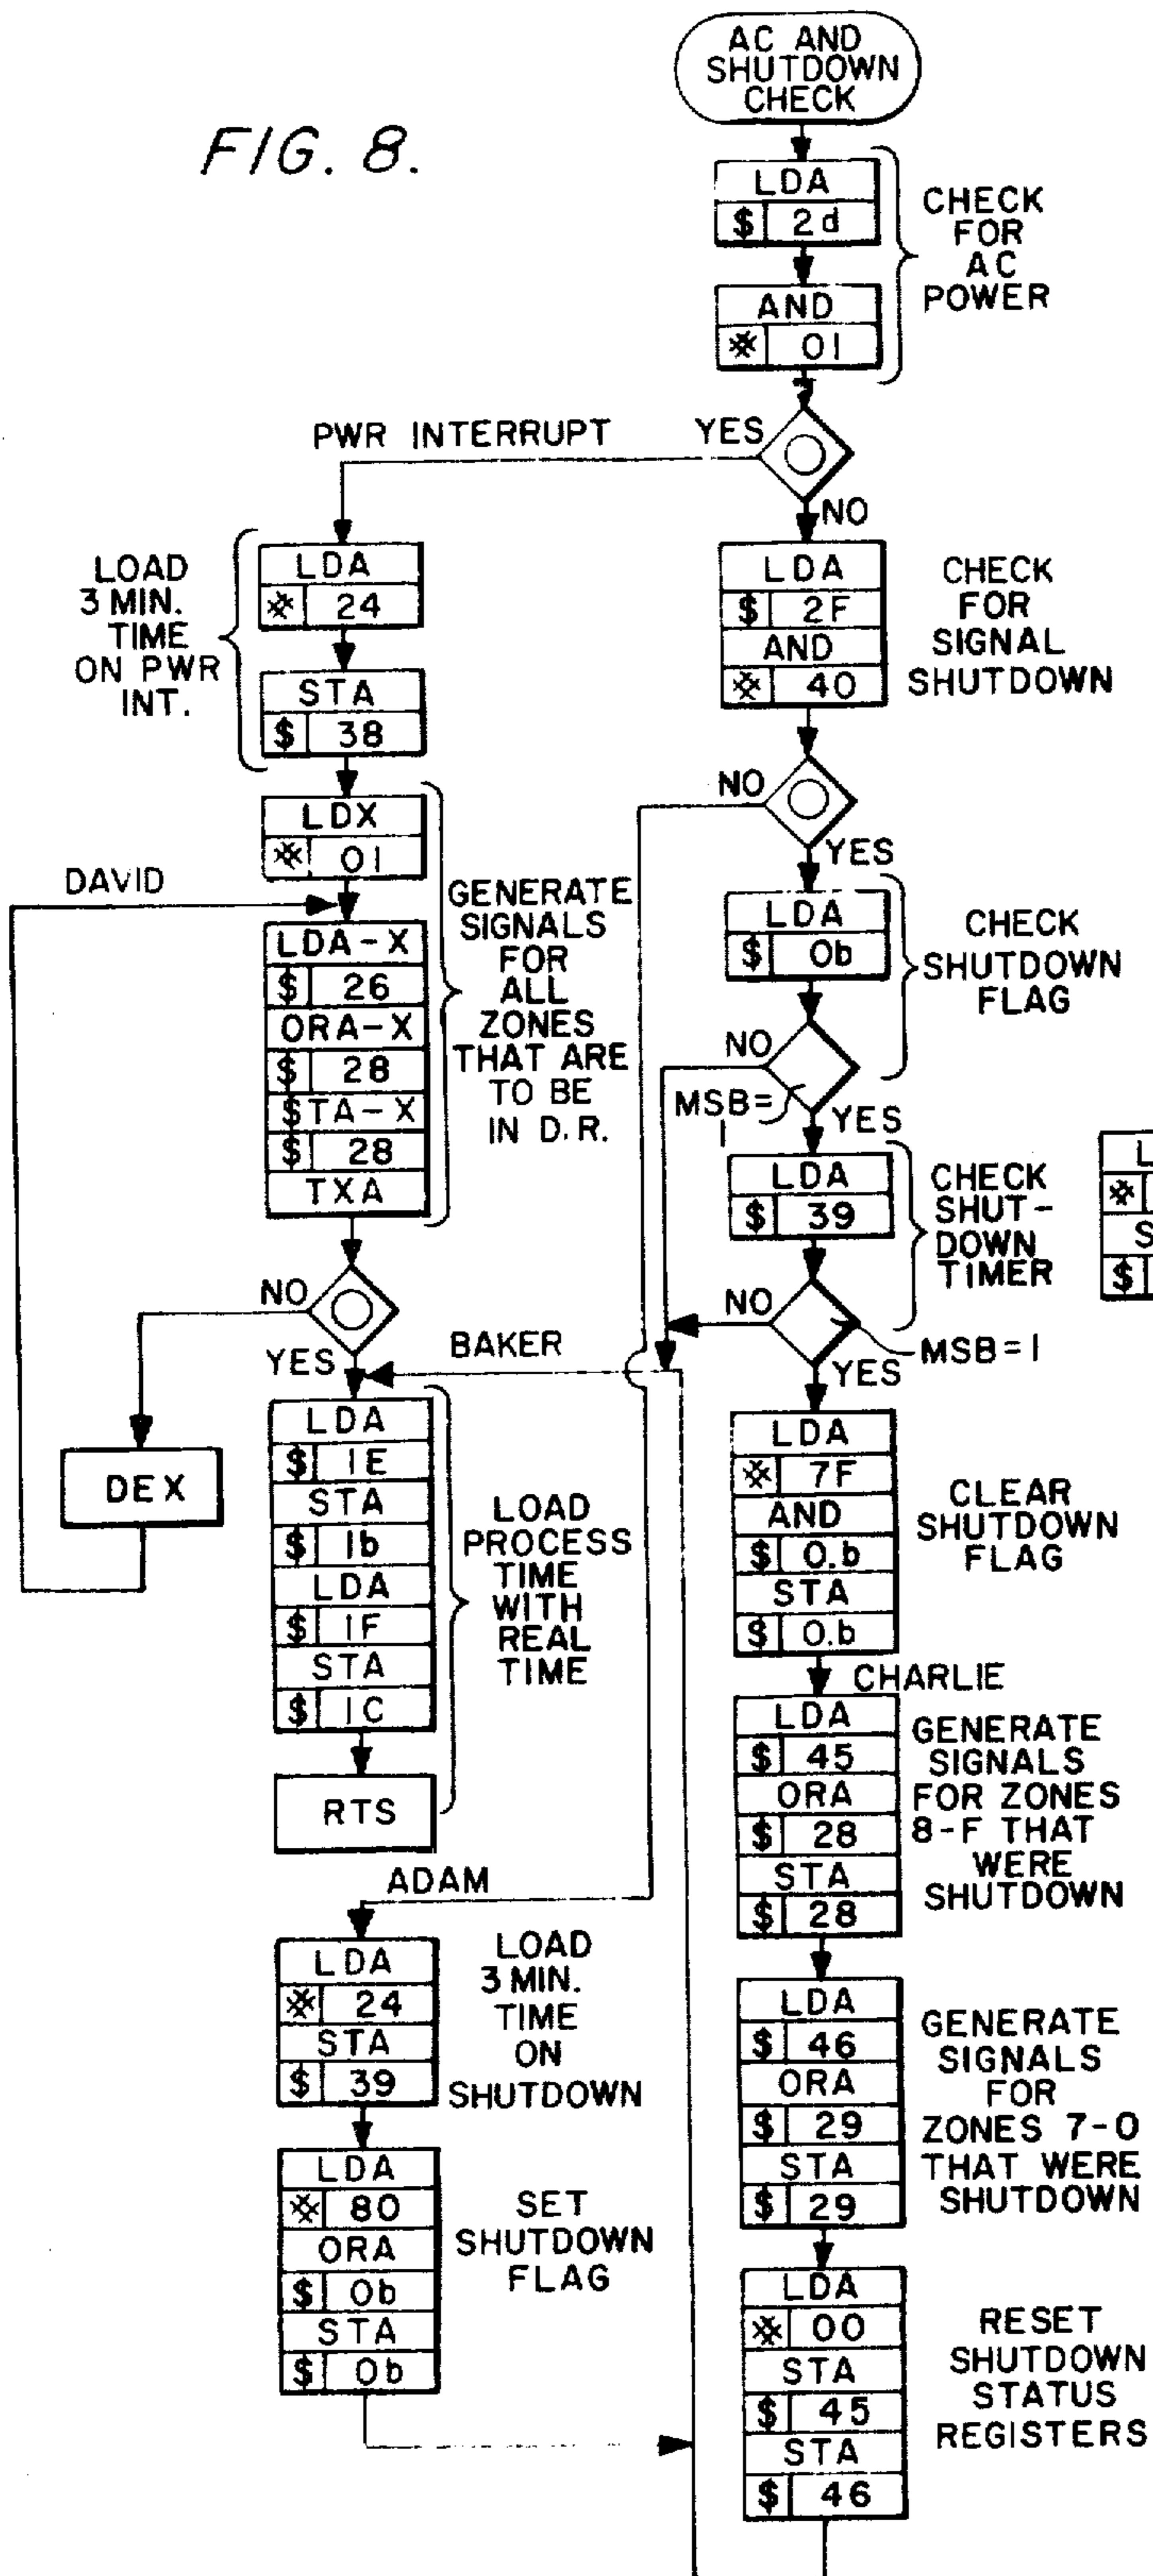 FIG. 8.
AC AND
SHUTDOWN
CHECK
LDA
$ 2d
AND
※ 01
CHECK
FOR
AC
POWER
YES
PWR INTERRUPT
NO
LOAD
3 MIN.
TIME
ON PWR
INT.
LDA
※ 24
STA
$ 38
LDA
$ 2F
AND
※ 40
CHECK
FOR
SIGNAL
SHUTDOWN
NO
YES
LDX
※ 01
DAVID
LDA-X
$ 26
ORA-X
$ 28
$TA-X
$ 28
TXA
GENERATE
SIGNALS
FOR
ALL
ZONES
THAT ARE
TO BE
IN D.R.
LDA
$ 0b
CHECK
SHUTDOWN
FLAG
NO
MSB=
1
YES
LDA
$ 39
CHECK
SHUT-
DOWN
TIMER
L
※
S
$
NO
MSB=1
YES
NO
YES
BAKER
DEX
LDA
$ 1E
STA
$ 1b
LDA
$ 1F
STA
$ 1C
RTS
LOAD
PROCESS
TIME
WITH
REAL
TIME
LDA
※ 7F
AND
$ 0.b
STA
$ 0.b
CLEAR
SHUTDOWN
FLAG
CHARLIE
LDA
$ 45
ORA
$ 28
STA
$ 28
GENERATE
SIGNALS
FOR ZONES
8-F THAT
WERE
SHUTDOWN
ADAM
LDA
※ 24
STA
$ 39
LOAD
3 MIN.
TIME
ON
SHUTDOWN
LDA
$ 46
ORA
$ 29
STA
$ 29
GENERATE
SIGNALS
FOR
ZONES 7-0
THAT WERE
SHUTDOWN
LDA
※ 80
ORA
$ 0b
STA
$ 0b
SET
SHUTDOWN
FLAG
LDA
※ 00
STA
$ 45
STA
$ 46
RESET
SHUTDOWN
STATUS
REGISTERS